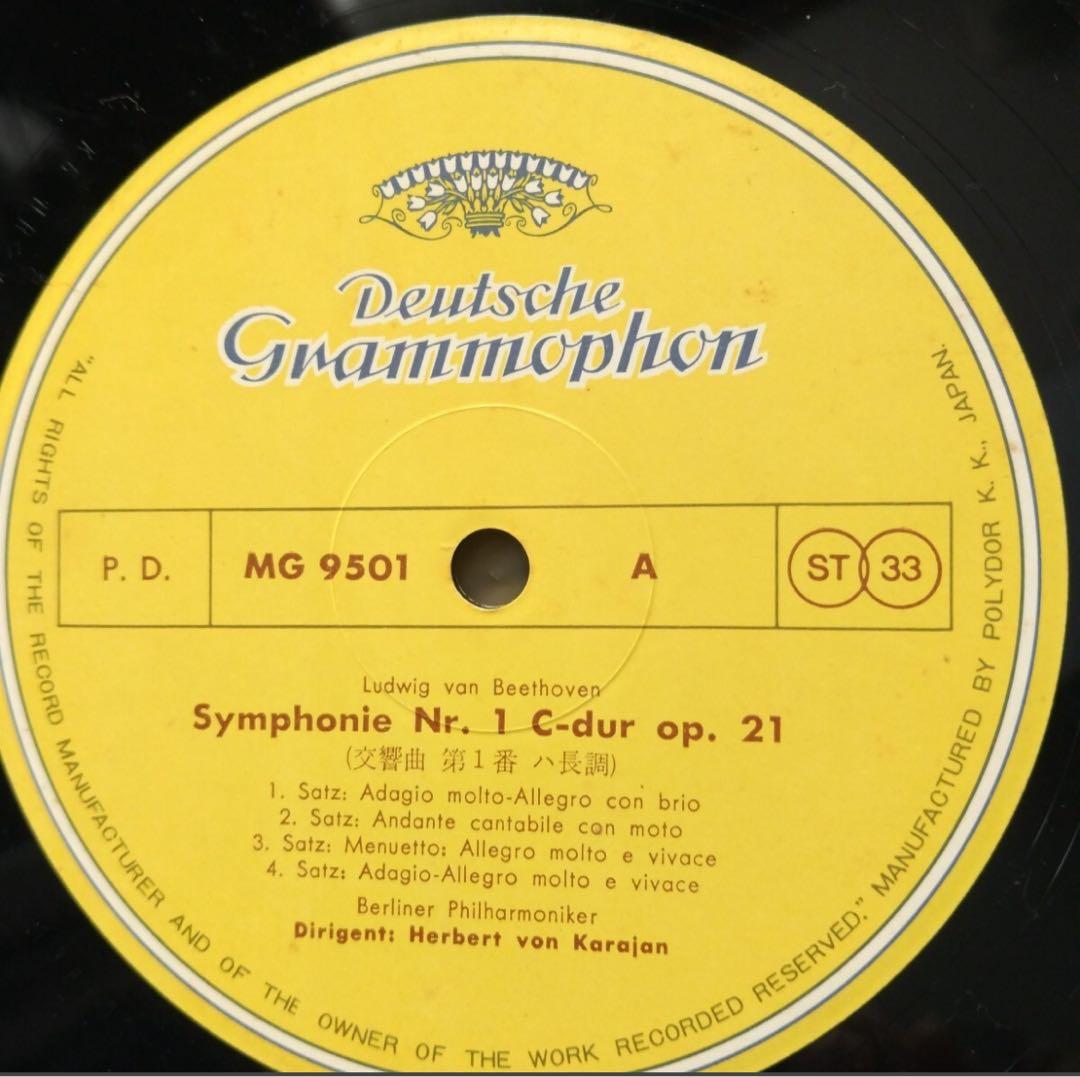 Deutsche
Grammophon
P. D.
MG 9501
A
ST 33
Ludwig van Beethoven
Symphonie Nr. 1 C-dur op. 21
(交響曲 第1番 ハ長調)
1. Satz: Adagio molto-Allegro con brio
2. Satz: Andante cantabile con moto
3. Satz: Menuetto: Allegro molto e vivace
4. Satz: Adagio-Allegro molto e vivace
Berliner Philharmoniker
Dirigent: Herbert von Karajan
"ALL RIGHTS OF THE RECORD MANUFACTURER AND OF THE OWNER OF THE WORK RECORDED RESERVED." MANUFACTURED BY POLYDOR K. K., JAPAN.